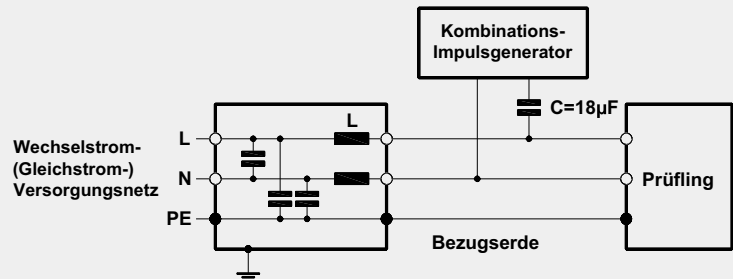 Kombinations-
Impulsgenerator
C=18µF
L
L
Wechselstrom-
(Gleichstrom-)
Versorgungsnetz
N
Prüfling
PE
Bezugserde